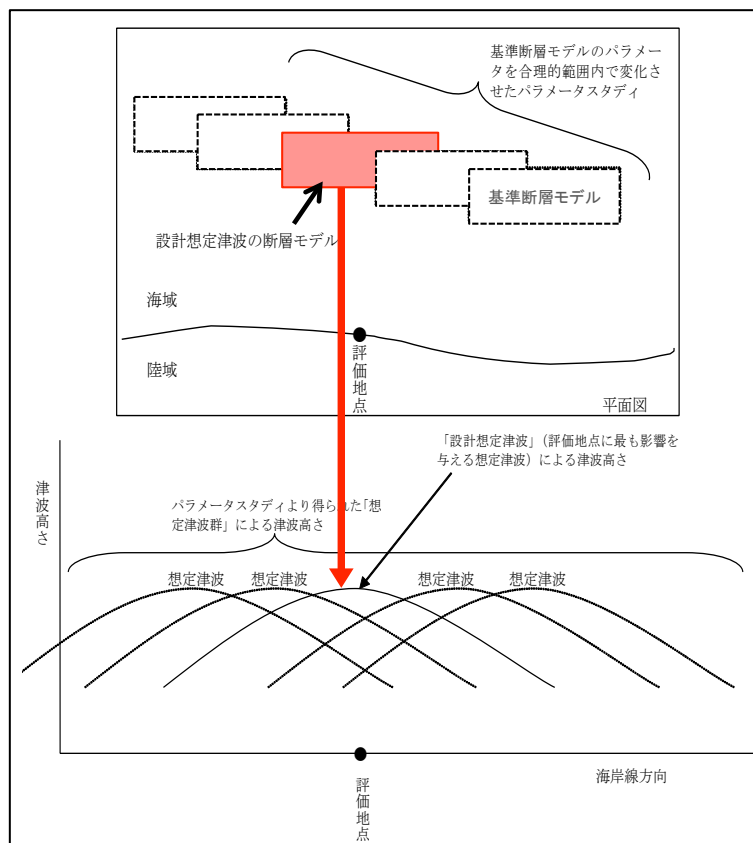 基準断層モデルのパラメー
タを合理的範囲内で変化さ
せたパラメータスタディ
基準断層モデル
設計想定津波の断層モデル
海域
陸域
評価地点
平面図
「設計想定津波」(評価地点に最も影響を
与える想定津波)による津波高さ
津波高さ
パラメータスタディより得られた「想
定津波群」による津波高さ
想定津波
想定津波
想定津波
想定津波
海岸線方向
評価地点